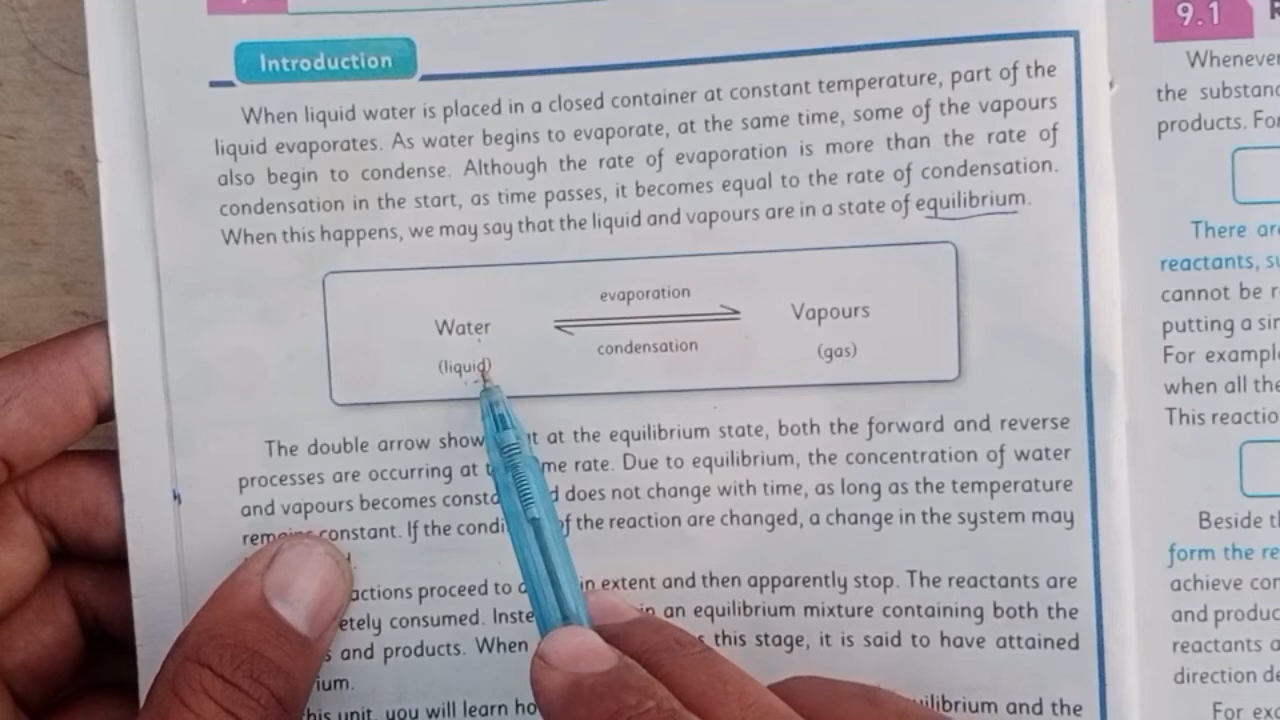 Introduction
When liquid water is placed in a closed container at constant temperature, part of the
liquid evaporates. As water begins to evaporate, at the same time, some of the vapours
also begin to condense. Although the rate of evaporation is more than the rate of
condensation in the start, as time passes, it becomes equal to the rate of condensation.
When this happens, we may say that the liquid and vapours are in a state of equilibrium.
evaporation
Water Vapours
condensation
(liquid) (gas)
The double arrow show at the equilibrium state, both the forward and reverse
processes are occurring at me rate. Due to equilibrium, the concentration of water
and vapours becomes consta d does not change with time, as long as the temperature
remains constant. If the condi of the reaction are changed, a change in the system may
actions proceed to in extent and then apparently stop. The reactants are
etely consumed. Inste in an equilibrium mixture containing both the
s and products. When this stage, it is said to have attained
ium.
his unit, you will learn ho uilibrium and the
9.1 R
Whenever
the substanc
products. For
There are
reactants, su
cannot be r
putting a sin
For example
when all the
This reactio
Beside th
form the re
achieve con
and produc
reactants a
direction de
For exa